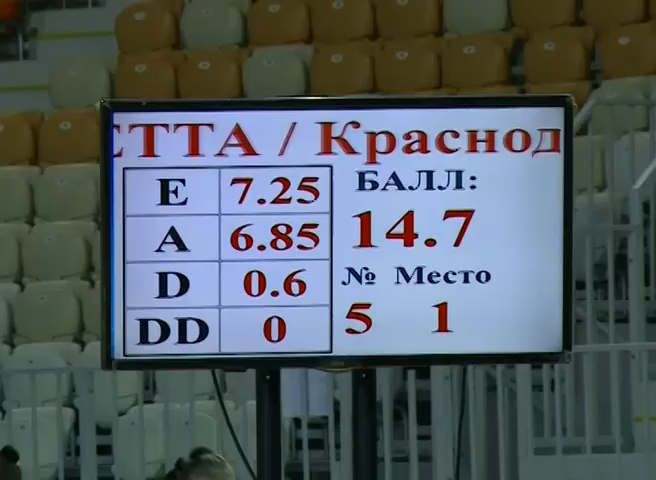 ЕТТА / Краснод
E 7.25
A 6.85
D 0.6
DD 0
БАЛЛ:
14.7
№ Место
5 1